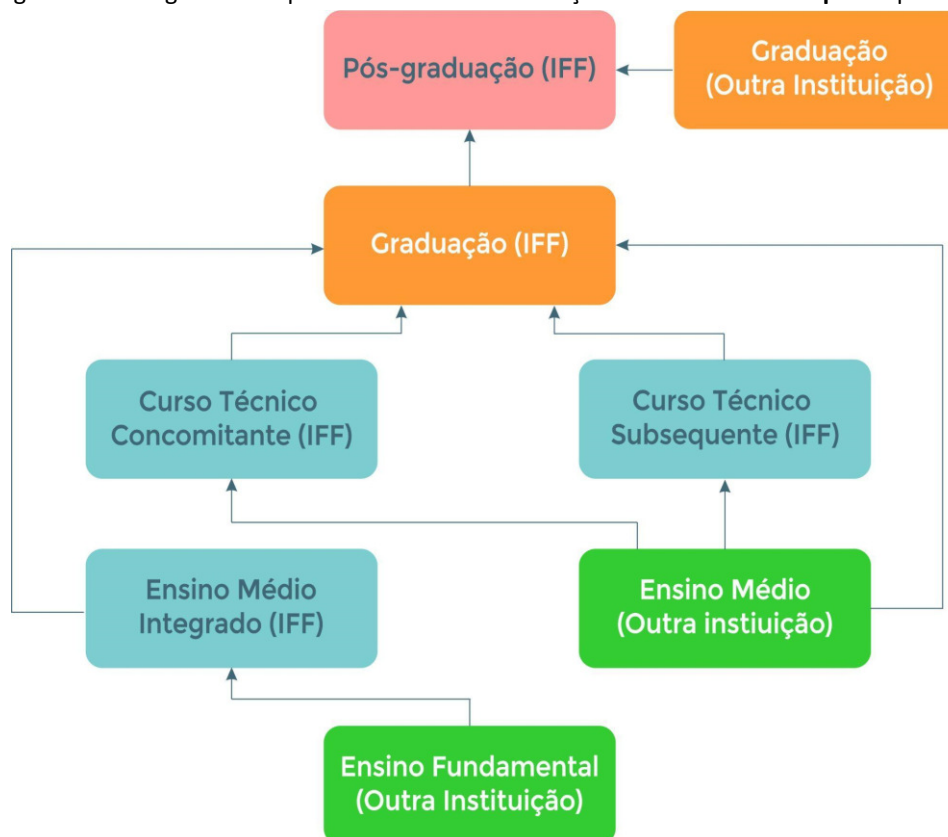 Pós-graduação (IFF)
Graduação
(Outra Instituição)
Graduação (IFF)
Curso Técnico
Concomitante (IFF)
Curso Técnico
Subsequente (IFF)
Ensino Médio
Integrado (IFF)
Ensino Médio
(Outra instiuição)
Ensino Fundamental
(Outra Instituição)